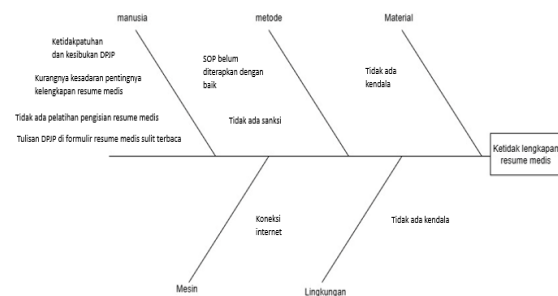 manusia
metode
Material
Ketidakpatuhan
dan kesibukan DPJP
Kurangnya kesadaran pentingnya
kelengkapan resume medis
Tidak ada pelatihan pengisian resume medis
Tulisan DPJP di formulir resume medis sulit terbaca
SOP belum
diterapkan dengan
baik
Tidak ada sanksi
Tidak ada
kendala
Ketidak lengkapan
resume medis
Koneksi
internet
Tidak ada kendala
Mesin
Lingkungan